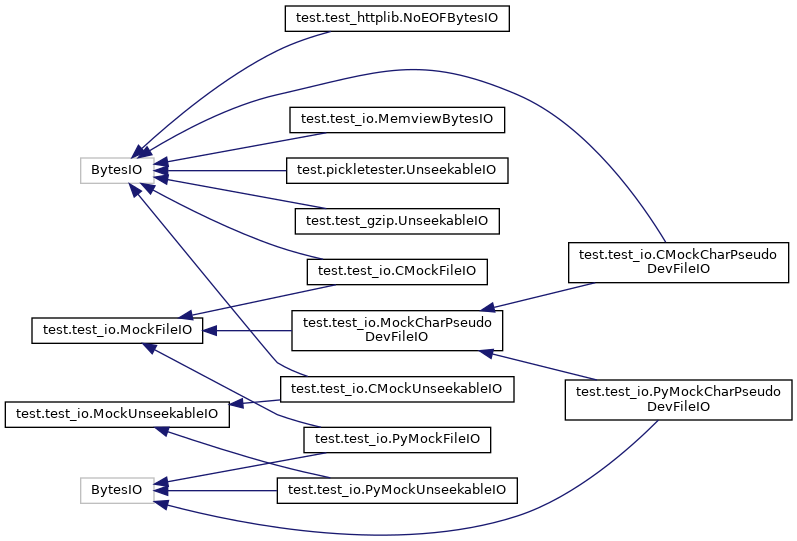 test.test_httplib.NoEOFBytesIO
test.test_io.MemviewBytesIO
BytesIO
test.pickletester.UnseekableIO
test.test_gzip.UnseekableIO
test.test_io.CMockCharPseudo
DevFileIO
test.test_io.CMockFileIO
test.test_io.MockFileIO
test.test_io.MockCharPseudo
DevFileIO
test.test_io.CMockUnseekableIO
test.test_io.PyMockCharPseudo
DevFileIO
test.test_io.MockUnseekableIO
test.test_io.PyMockFileIO
BytesIO
test.test_io.PyMockUnseekableIO